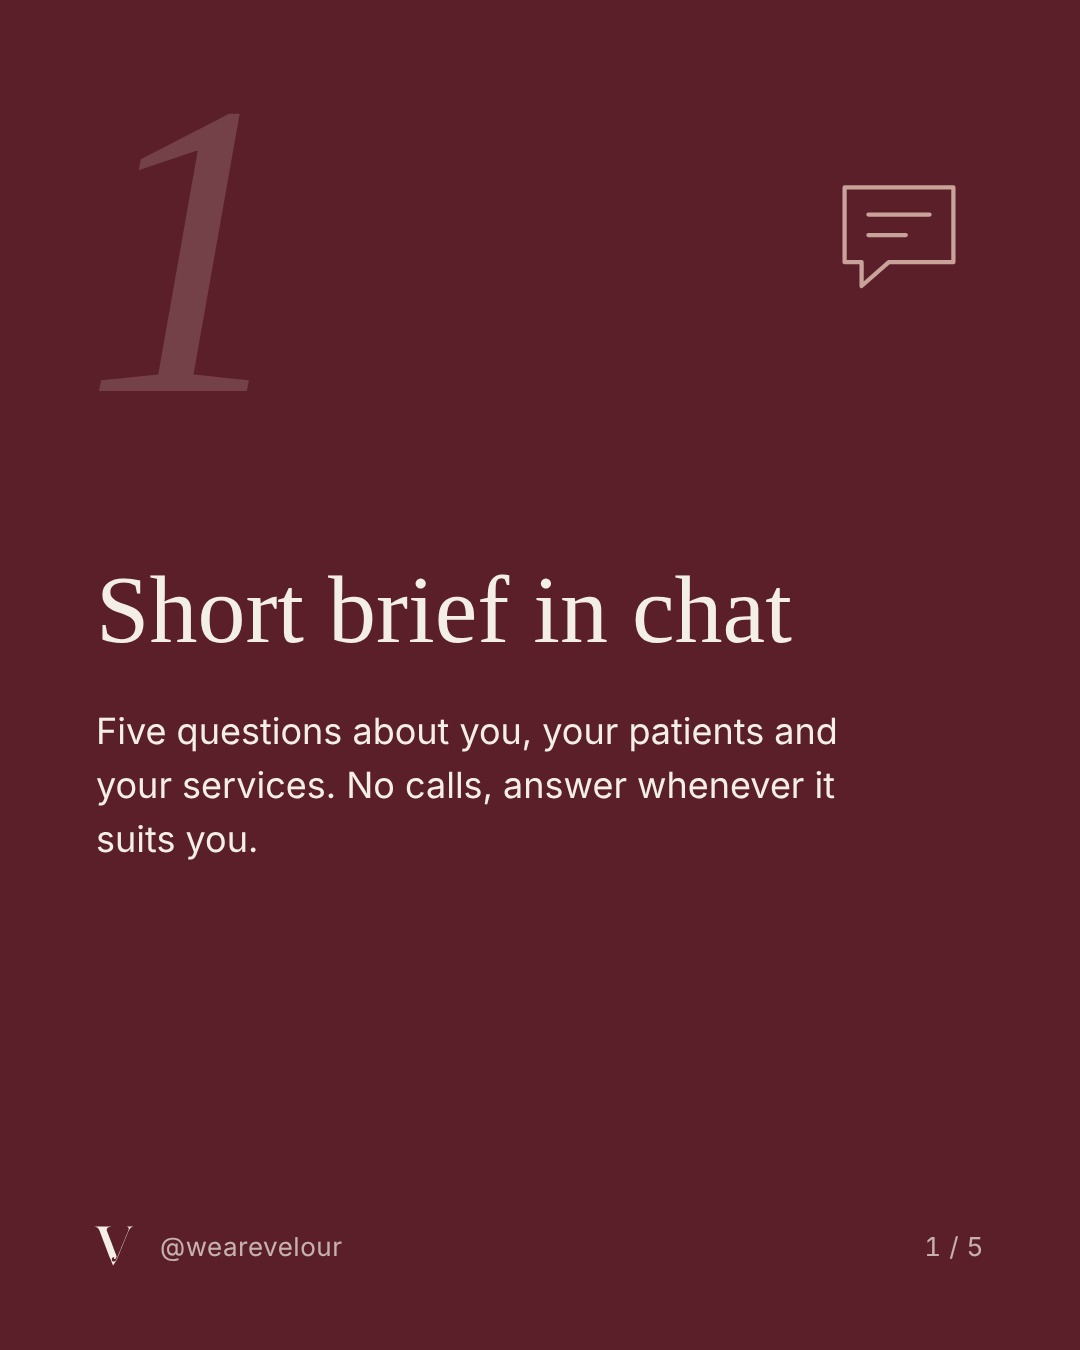 1
Short brief in chat
Five questions about you, your patients and
your services. No calls, answer whenever it
suits you.
V @wearevelour
1 / 5